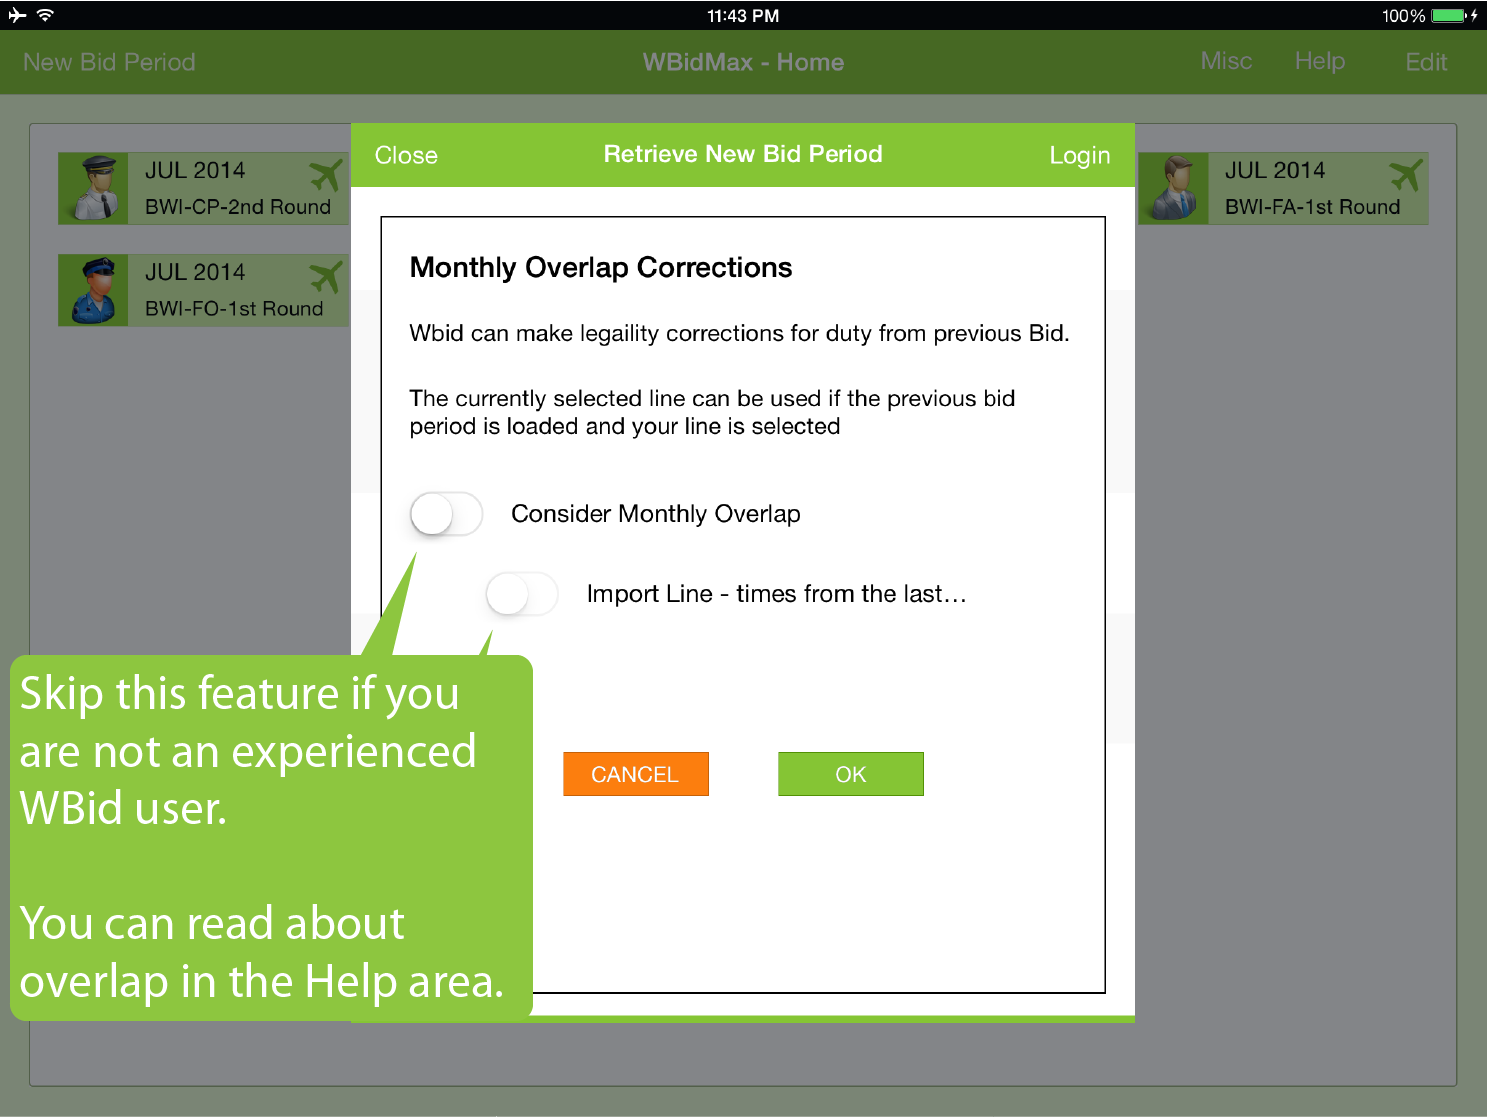 11:43 PM
100%
New Bid Period
WBidMax - Home
Misc
Help
Edit
Close
Retrieve New Bid Period
Login
JUL 2014
BWI-CP-2nd Round
JUL 2014
BWI-FA-1st Round
JUL 2014
BWI-FO-1st Round
Monthly Overlap Corrections
Wbid can make legaility corrections for duty from previous Bid.
The currently selected line can be used if the previous bid
period is loaded and your line is selected
Consider Monthly Overlap
Import Line - times from the last...
Skip this feature if you
are not an experienced
WBid user.
You can read about
overlap in the Help area.
CANCEL
OK